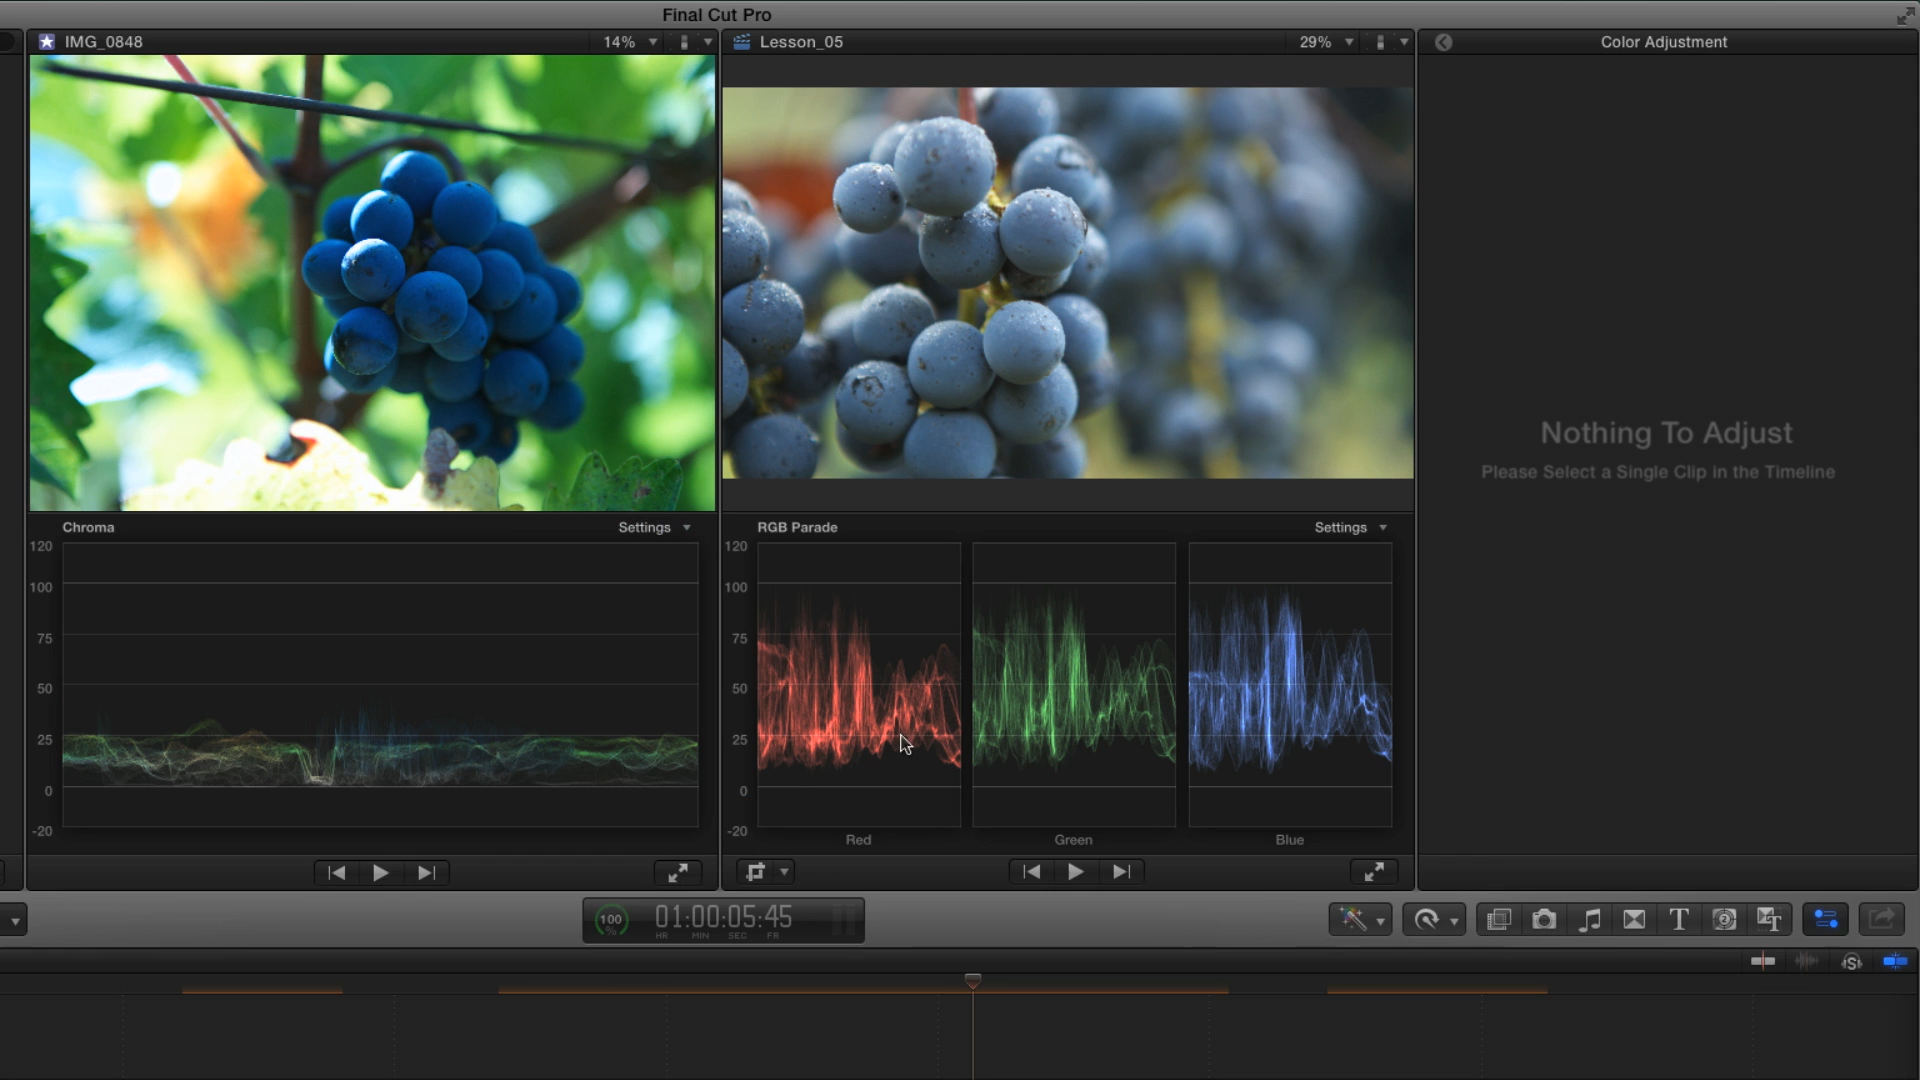 Final Cut Pro
IMG_0848
14%
Lesson_05
29%
Color Adjustment
Nothing To Adjust
Please Select a Single Clip in the Timeline
Chroma
Settings
120
100
75
50
25
0
-20
RGB Parade
Settings
120
100
75
50
25
0
-20
Red
Green
Blue
100
%
01:00:05:45
HR MIN SEC FR